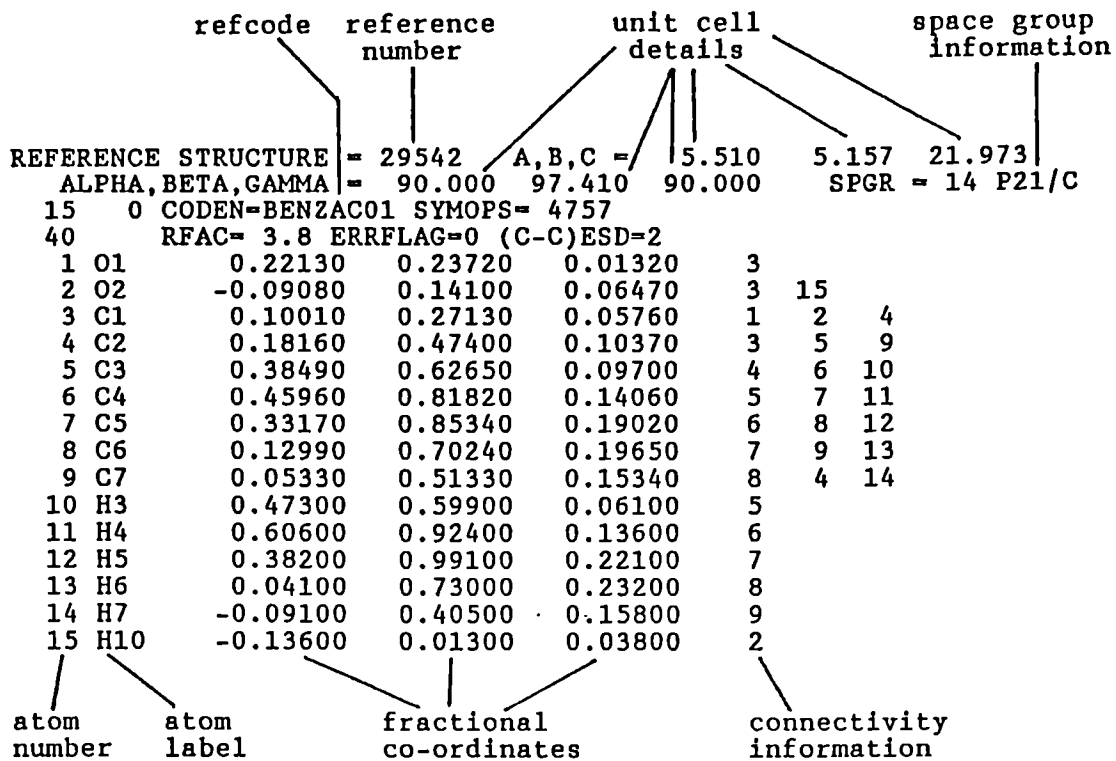 refcode reference number unit cell details space group information
REFERENCE STRUCTURE = 29542 A,B,C = 5.510 5.157 21.973
ALPHA,BETA,GAMMA = 90.000 97.410 90.000 SPGR = 14 P21/C
15 0 CODEN=BENZAC01 SYMOPS= 4757
40 RFAC= 3.8 ERRFLAG=0 (C-C)ESD=2
1 O1 0.22130 0.23720 0.01320 3
2 O2 -0.09080 0.14100 0.06470 3 15
3 C1 0.10010 0.27130 0.05760 1 2 4
4 C2 0.18160 0.47400 0.10370 3 5 9
5 C3 0.38490 0.62650 0.09700 4 6 10
6 C4 0.45960 0.81820 0.14060 5 7 11
7 C5 0.33170 0.85340 0.19020 6 8 12
8 C6 0.12990 0.70240 0.19650 7 9 13
9 C7 0.05330 0.51330 0.15340 8 4 14
10 H3 0.47300 0.59900 0.06100 5
11 H4 0.60600 0.92400 0.13600 6
12 H5 0.38200 0.99100 0.22100 7
13 H6 0.04100 0.73000 0.23200 8
14 H7 -0.09100 0.40500 0.15800 9
15 H10 -0.13600 0.01300 0.03800 2
atom number atom label fractional co-ordinates connectivity information